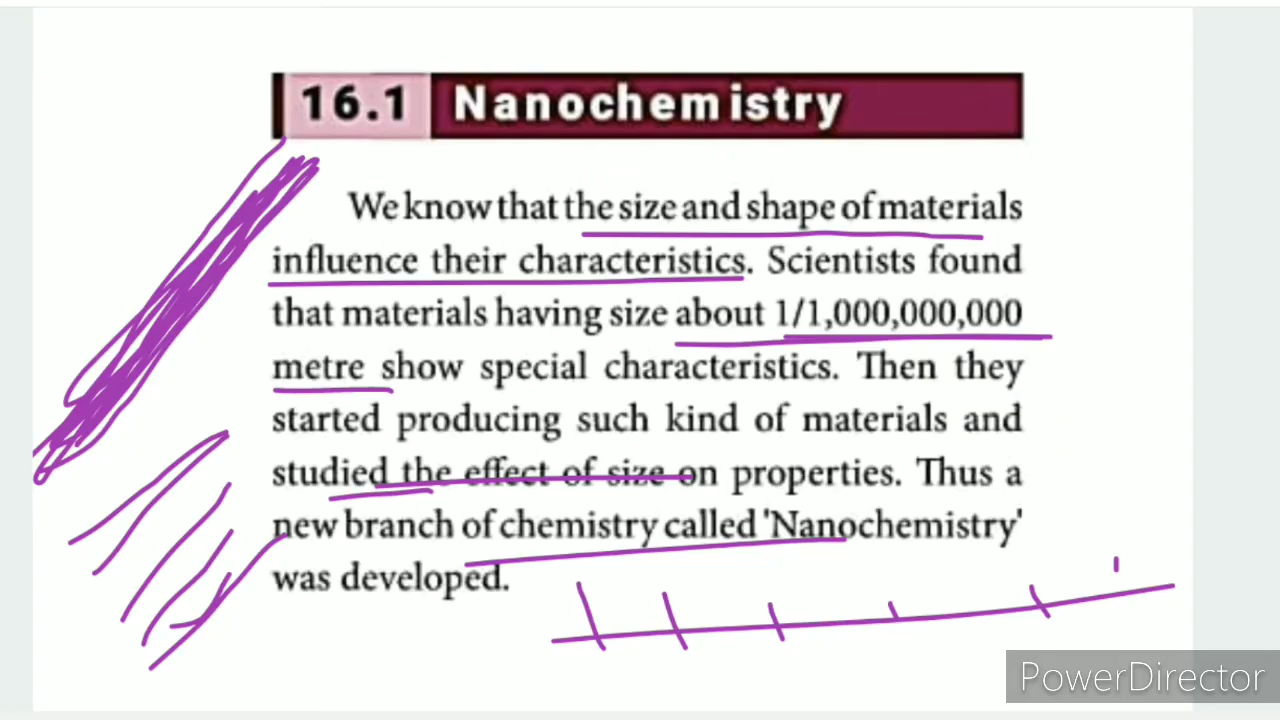 16.1 Nanochemistry
We know that the size and shape of materials
influence their characteristics. Scientists found
that materials having size about 1/1,000,000,000
metre show special characteristics. Then they
started producing such kind of materials and
studied the effect of size on properties. Thus a
new branch of chemistry called 'Nanochemistry'
was developed.
PowerDirector